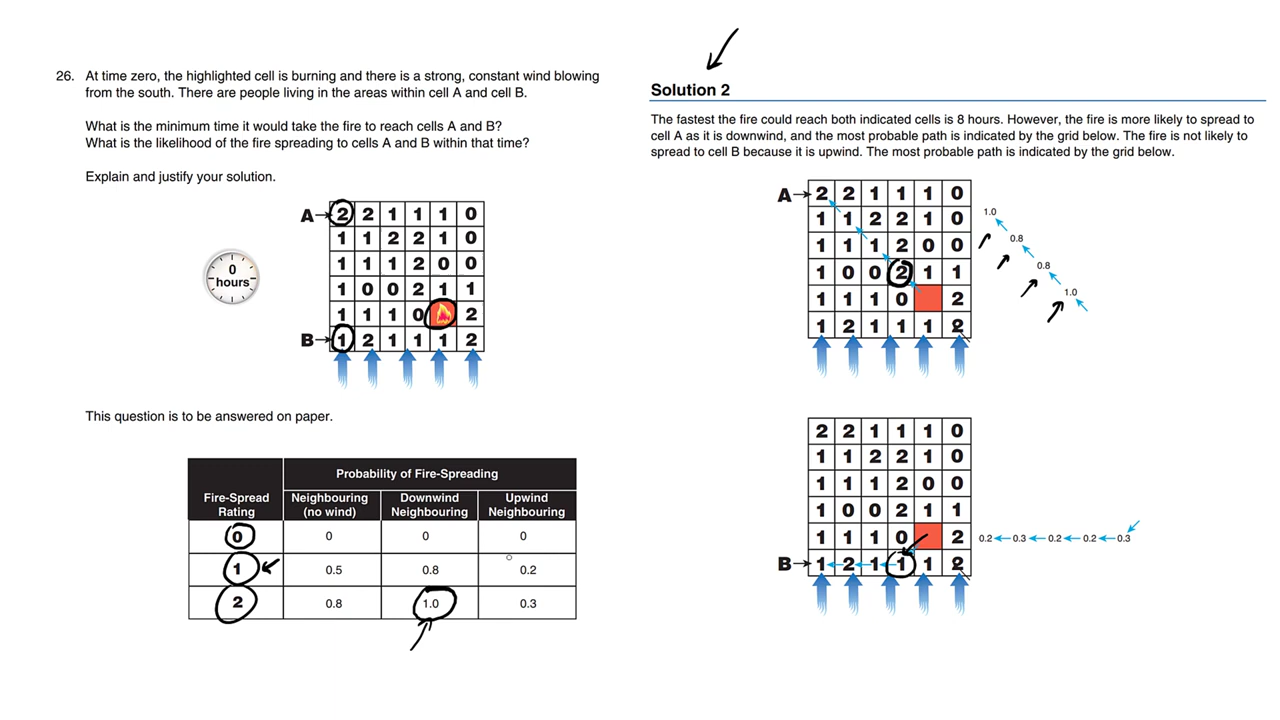 26. At time zero, the highlighted cell is burning and there is a strong, constant wind blowing
from the south. There are people living in the areas within cell A and cell B.
What is the minimum time it would take the fire to reach cells A and B?
What is the likelihood of the fire spreading to cells A and B within that time?
Explain and justify your solution.
0
hours
A 2 2 1 1 1 0
1 1 2 2 1 0
1 1 1 2 0 0
1 0 0 2 1 1
1 1 1 0 2
B 1 2 1 1 1 2
This question is to be answered on paper.
Fire-Spread
Rating
Probability of Fire-Spreading
Neighbouring
(no wind)
Downwind
Neighbouring
Upwind
Neighbouring
0 0 0 0
1 0.5 0.8 0.2
2 0.8 1.0 0.3
Solution 2
The fastest the fire could reach both indicated cells is 8 hours. However, the fire is more likely to spread to
cell A as it is downwind, and the most probable path is indicated by the grid below. The fire is not likely to
spread to cell B because it is upwind. The most probable path is indicated by the grid below.
A 2 2 1 1 1 0
1 1 2 2 1 0
1 1 1 2 0 0
1 0 0 2 1 1
1 1 1 0 2
1 2 1 1 1 2
1.0
0.8
0.8
1.0
2 2 1 1 1 0
1 1 2 2 1 0
1 1 1 2 0 0
1 0 0 2 1 1
1 1 1 0 2
B 1 2 1 1 1 2
0.2 0.3 0.2 0.2 0.3